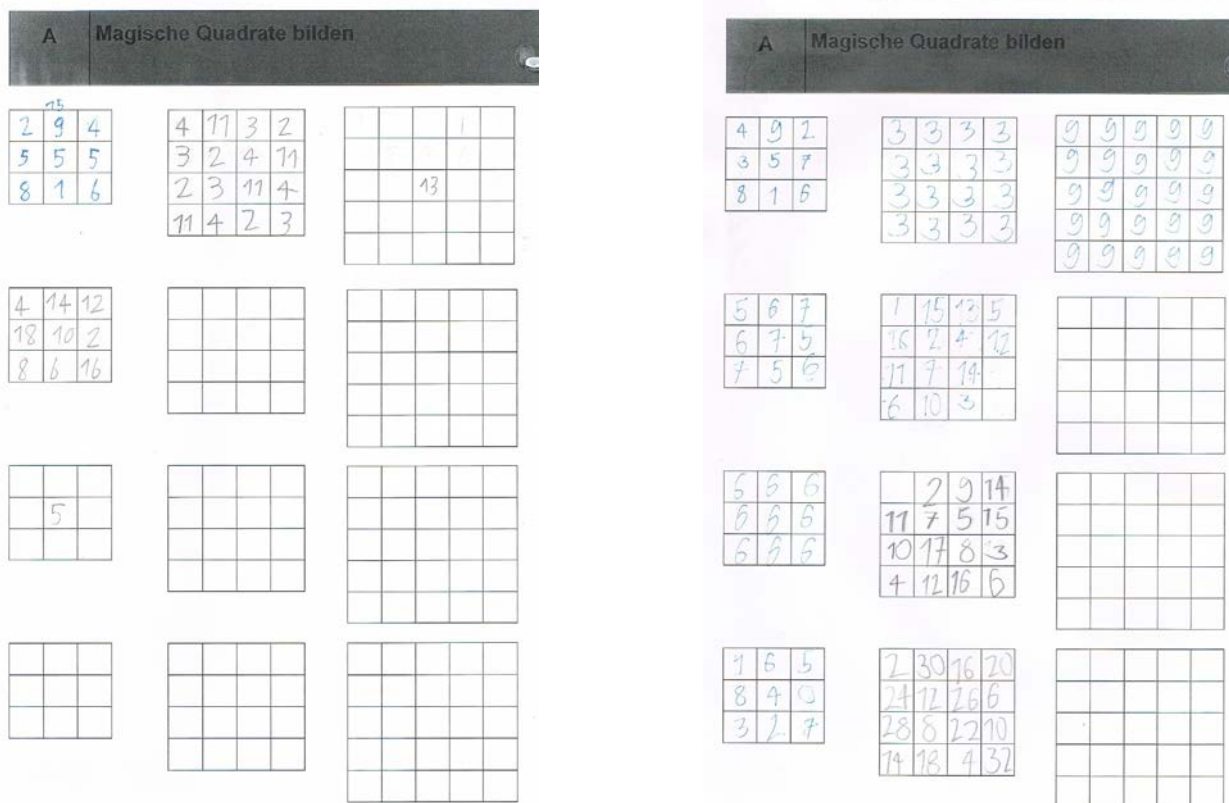 A Magische Quadrate bilden
15
2 9 4
5 5 5
8 1 6
4 11 3 2
3 2 4 11
2 3 11 4
11 4 2 3
1
13
4 14 12
18 10 2
8 6 16
5
A Magische Quadrate bilden
4 9 2
3 5 7
8 1 6
3 3 3 3
3 3 3 3
3 3 3 3
3 3 3 3
9 9 9 9 9
9 9 9 9 9
9 9 9 9 9
9 9 9 9 9
9 9 9 9 9
5 6 7
6 7 5
7 5 6
1 15 13 5
16 2 4 12
11 7 14
6 10 3
6 6 6
6 6 6
6 6 6
2 9 14
11 7 5 15
10 17 8 3
4 12 16 6
1 6 5
8 4 0
3 2 7
2 30 16 20
24 12 26 6
28 8 22 10
14 18 4 32